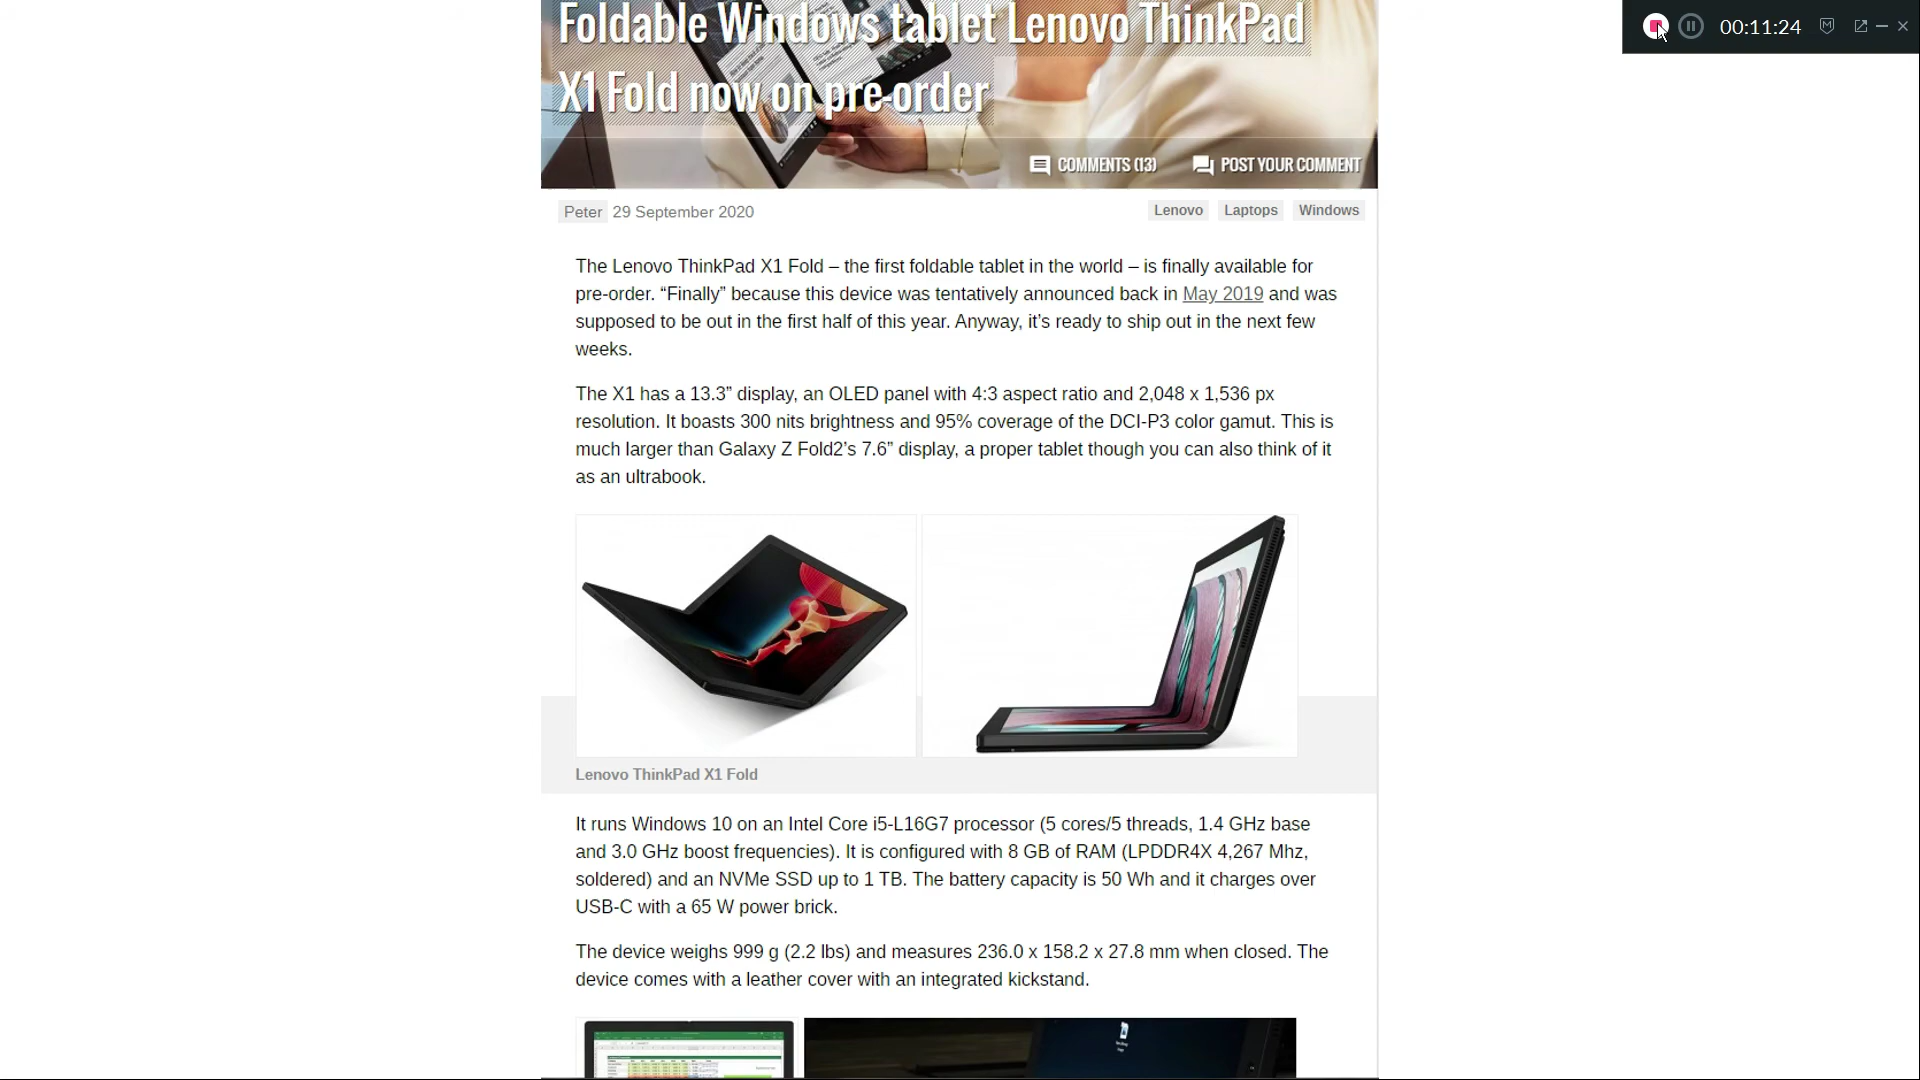 Foldable Windows tablet Lenovo ThinkPad
X1 Fold now on pre-order
00:11:24
COMMENTS (13)
POST YOUR COMMENT
Peter 29 September 2020
Lenovo Laptops Windows
The Lenovo ThinkPad X1 Fold – the first foldable tablet in the world – is finally available for
pre-order. “Finally” because this device was tentatively announced back in May 2019 and was
supposed to be out in the first half of this year. Anyway, it’s ready to ship out in the next few
weeks.
The X1 has a 13.3” display, an OLED panel with 4:3 aspect ratio and 2,048 x 1,536 px
resolution. It boasts 300 nits brightness and 95% coverage of the DCI-P3 color gamut. This is
much larger than Galaxy Z Fold2’s 7.6” display, a proper tablet though you can also think of it
as an ultrabook.
Lenovo ThinkPad X1 Fold
It runs Windows 10 on an Intel Core i5-L16G7 processor (5 cores/5 threads, 1.4 GHz base
and 3.0 GHz boost frequencies). It is configured with 8 GB of RAM (LPDDR4X 4,267 Mhz,
soldered) and an NVMe SSD up to 1 TB. The battery capacity is 50 Wh and it charges over
USB-C with a 65 W power brick.
The device weighs 999 g (2.2 lbs) and measures 236.0 x 158.2 x 27.8 mm when closed. The
device comes with a leather cover with an integrated kickstand.